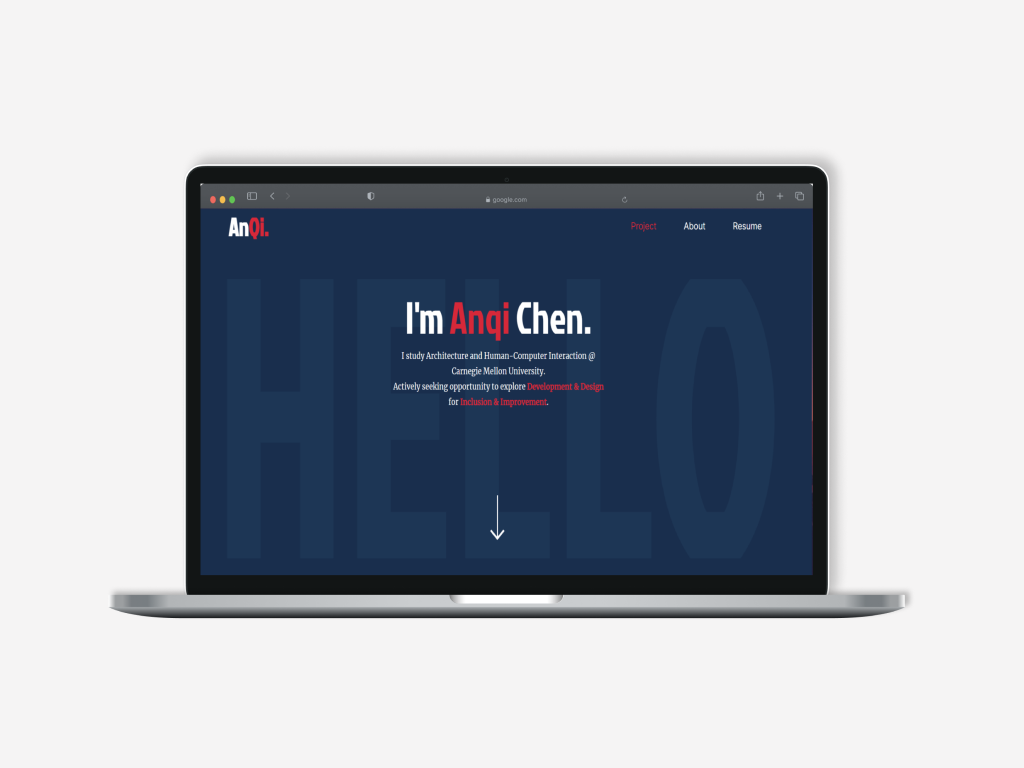 google.com
AnQi.
Project
About
Resume
HELLO
I'm Anqi Chen.
I study Architecture and Human-Computer Interaction @
Carnegie Mellon University.
Actively seeking opportunity to explore Development & Design
for Inclusion & Improvement.